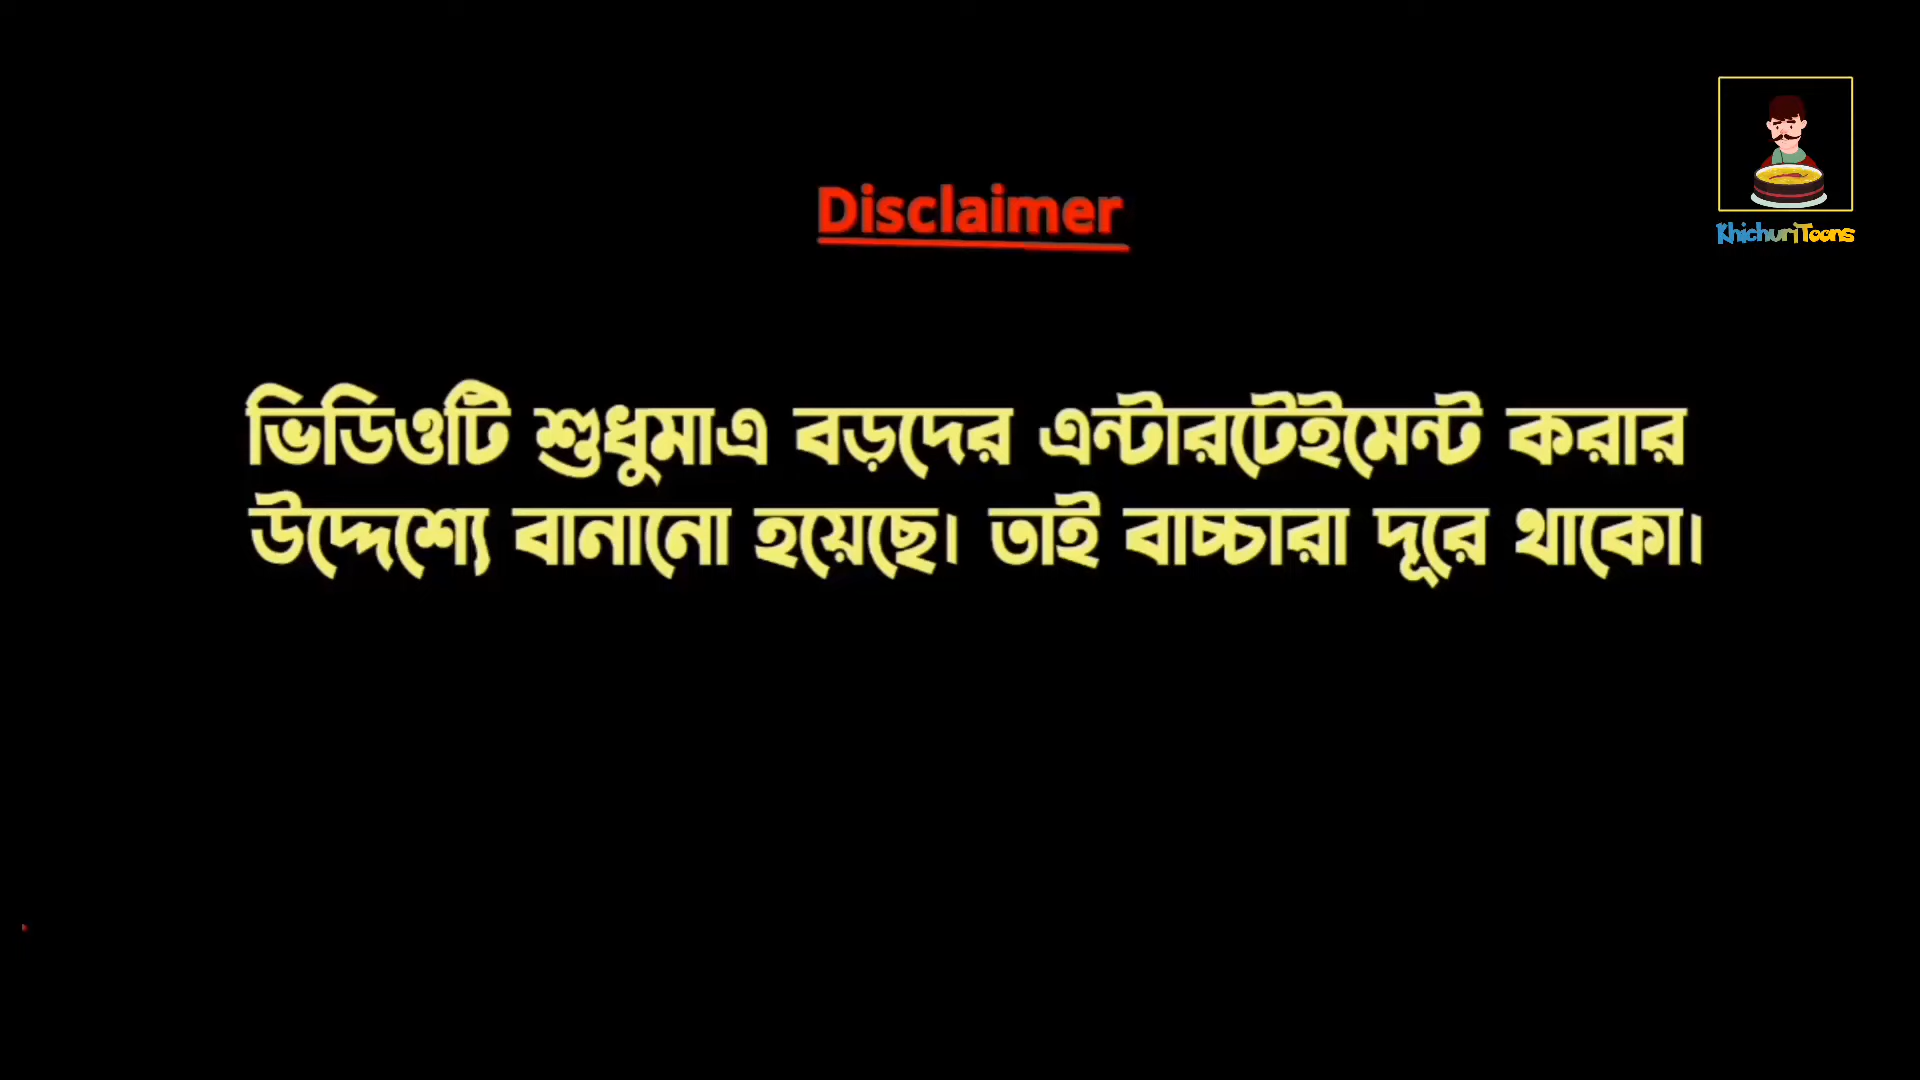 Disclaimer
KhichuriToons
ভিডিওটি শুধুমাএ বড়দের এন্টারটেইমেন্ট করার
উদ্দেশ্যে বানানো হয়েছে। তাই বাচ্চারা দূরে থাকো।